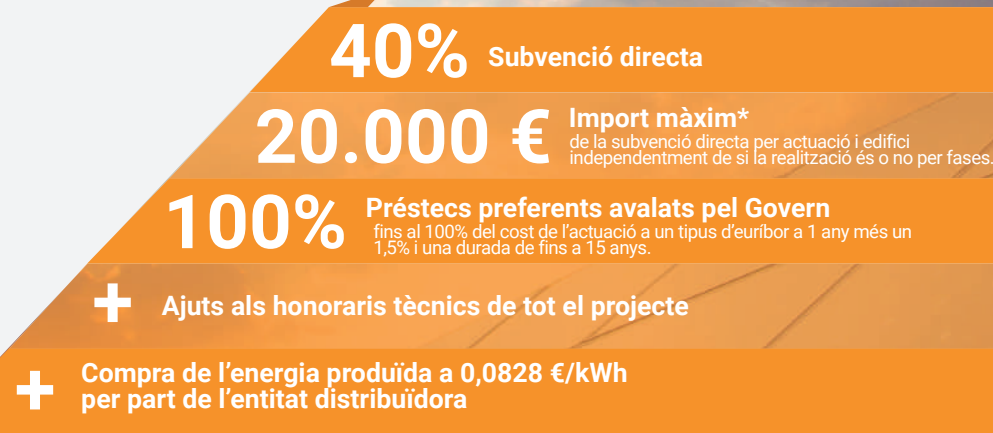 40% Subvenció directa
20.000 € Import màxim*
de la subvenció directa per actuació i edifici
independentment de si la realització és o no per fases.
100% Préstecs preferents avalats pel Govern
fins al 100% del cost de l’actuació a un tipus d’euríbor a 1 any més un
1,5% i una durada de fins a 15 anys.
+ Ajuts als honoraris tècnics de tot el projecte
+ Compra de l’energia produïda a 0,0828 €/kWh
per part de l’entitat distribuïdora